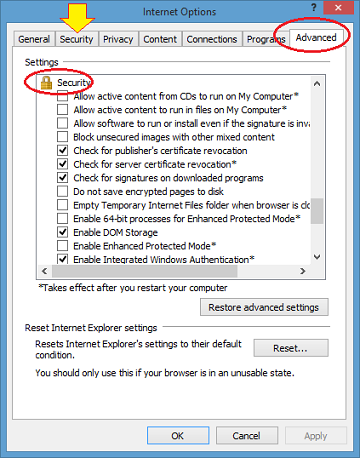 Internet Options
?
General Security Privacy Content Connections Programs Advanced
Settings
Security
Allow active content from CDs to run on My Computer*
Allow active content to run in files on My Computer*
Allow software to run or install even if the signature is inva
Block unsecured images with other mixed content
Check for publisher's certificate revocation
Check for server certificate revocation*
Check for signatures on downloaded programs
Do not save encrypted pages to disk
Empty Temporary Internet Files folder when browser is clo
Enable 64-bit processes for Enhanced Protected Mode*
Enable DOM Storage
Enable Enhanced Protected Mode*
Enable Integrated Windows Authentication*
*Takes effect after you restart your computer
Restore advanced settings
Reset Internet Explorer settings
Resets Internet Explorer's settings to their default
condition.
Reset...
You should only use this if your browser is in an unusable state.
OK Cancel Apply